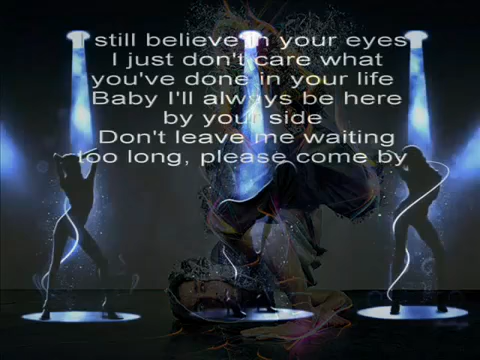 I still believe in your eyes
I just don't care what
you've done in your life
Baby I'll always be here
by your side
Don't leave me waiting
too long, please come by